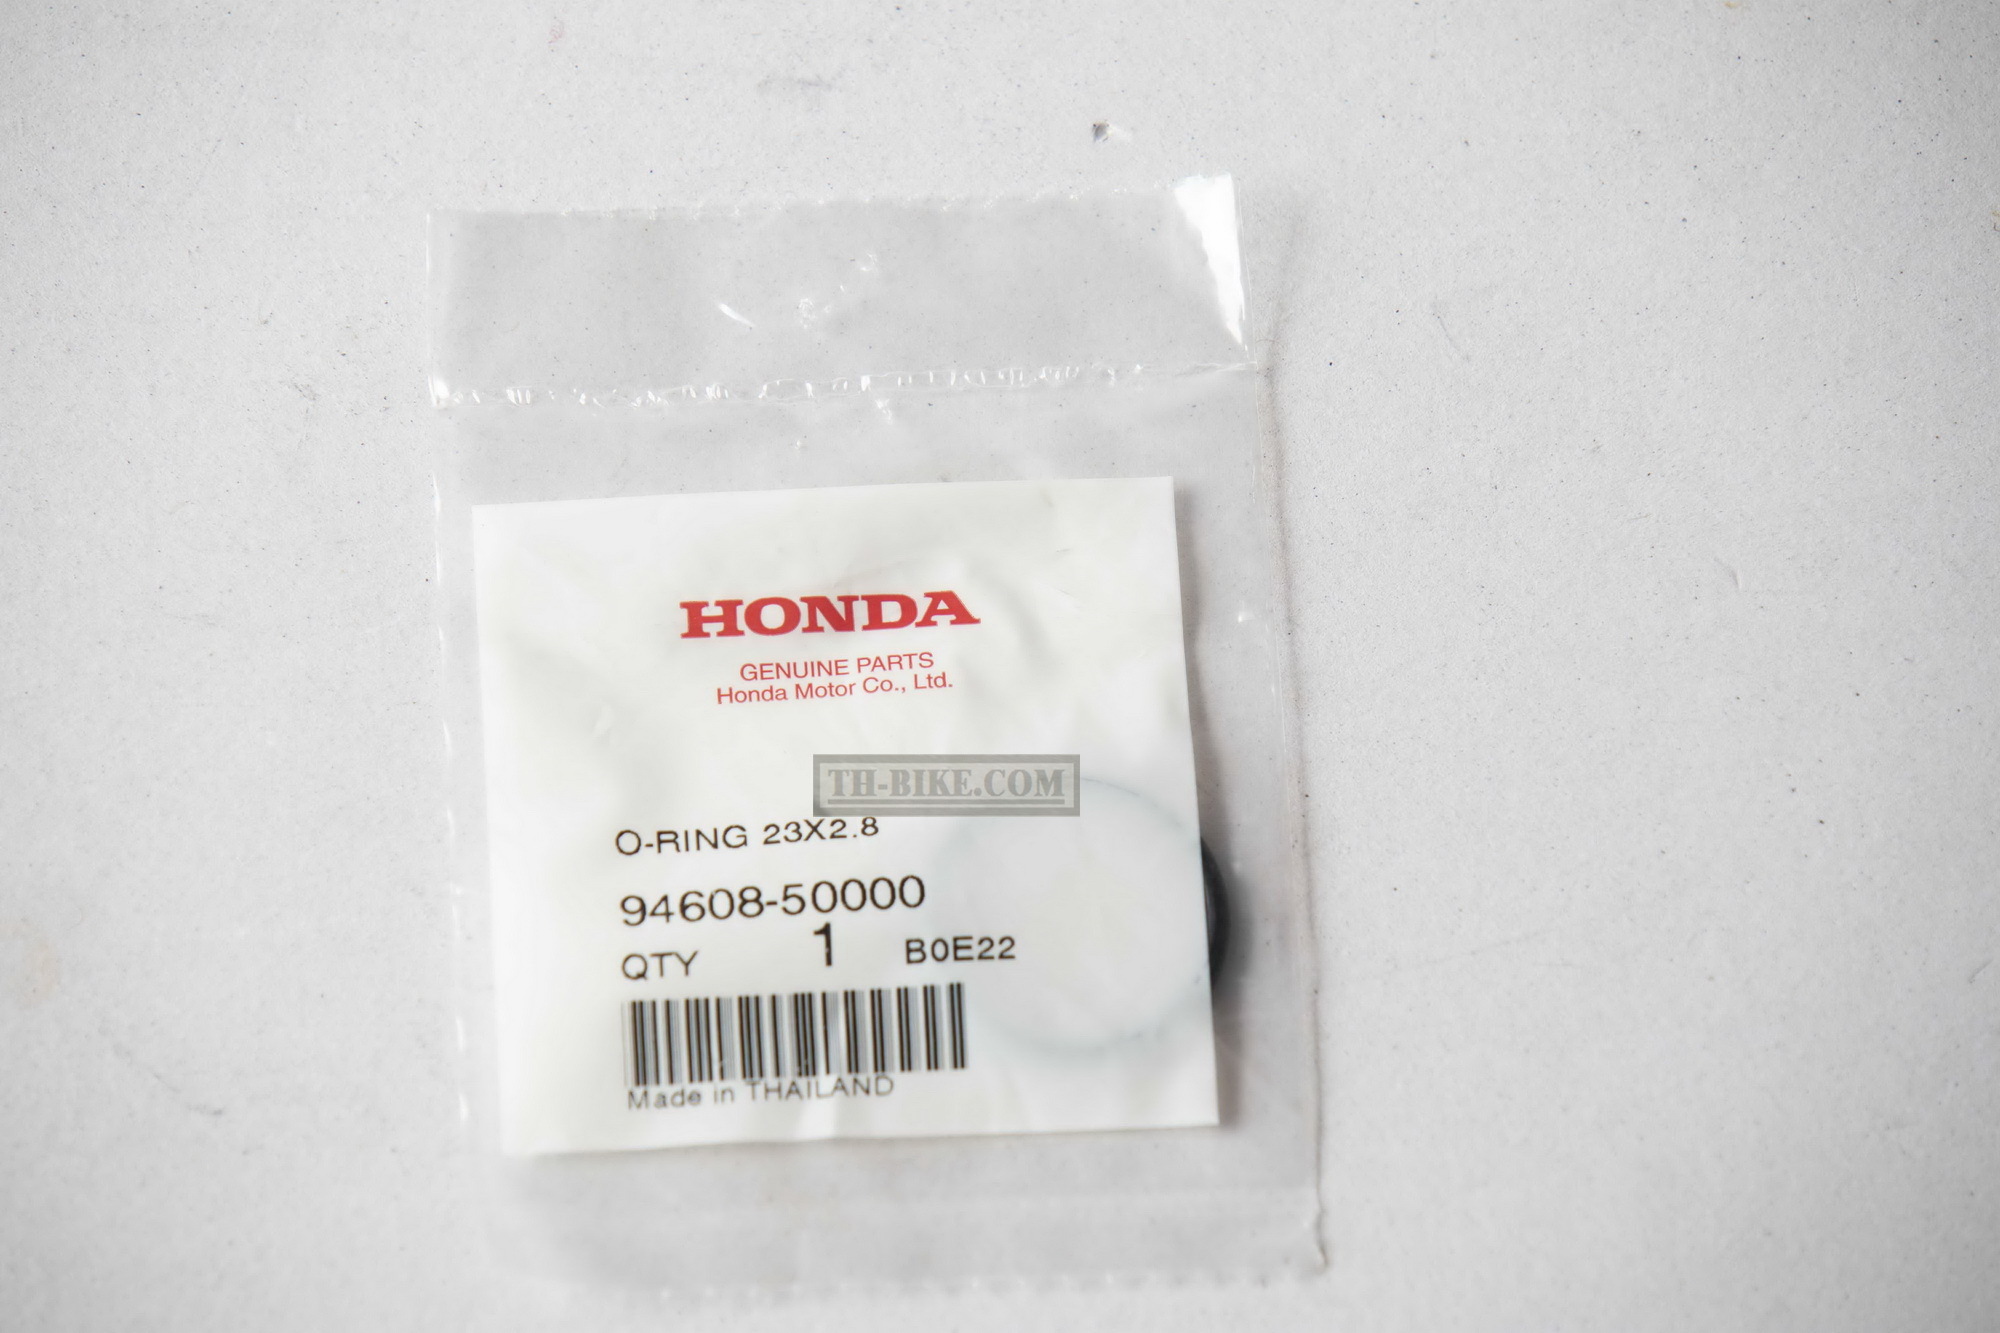 HONDA
GENUINE PARTS
Honda Motor Co., Ltd.
TH-BIKE.COM
O-RING 23X2.8
94608-50000
QTY 1 B0E22
Made in THAILAND